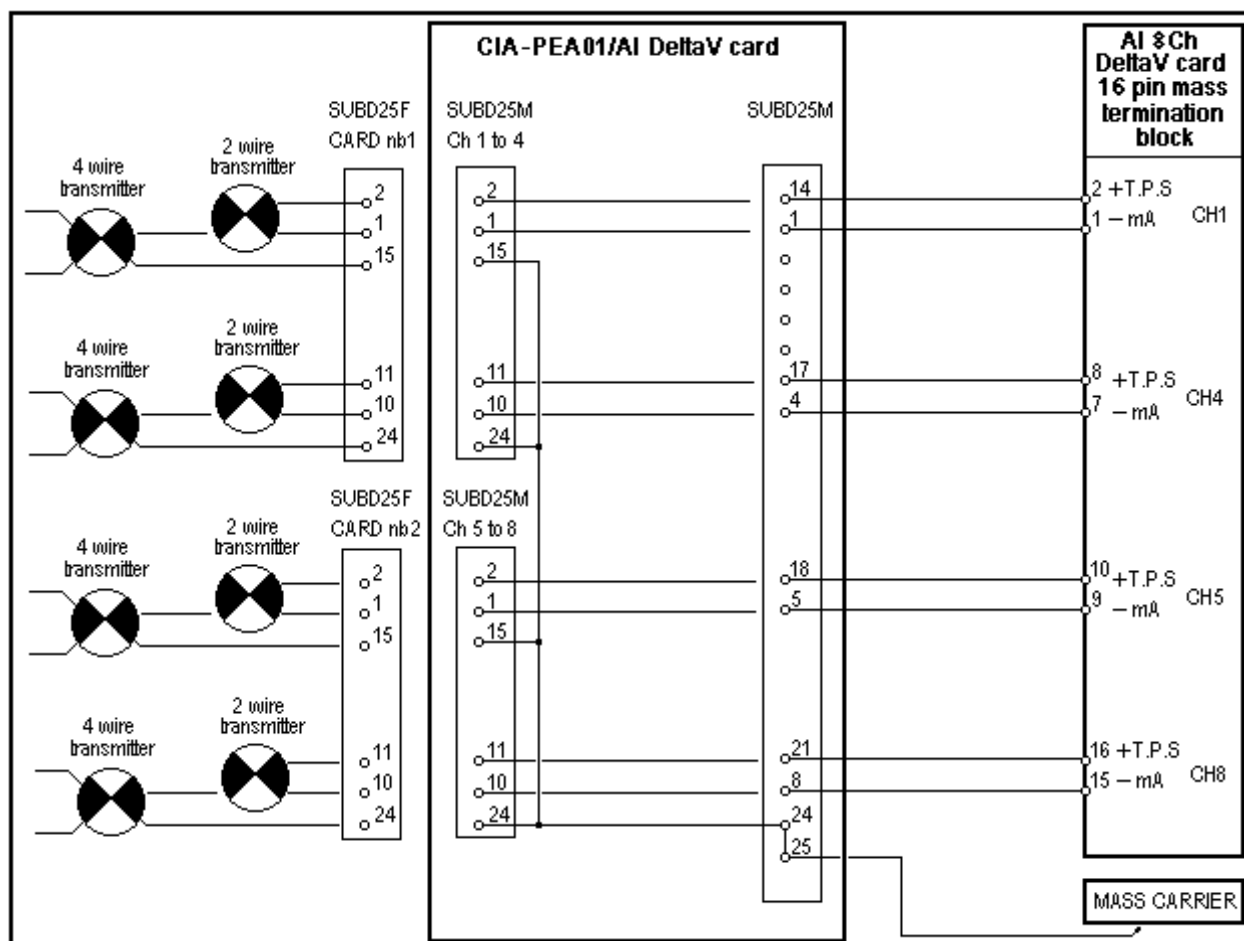 CIA-PEA01/AI DeltaV card
AI 8Ch
DeltaV card
16 pin mass
termination
block
SUBD25F
CARD nb1
SUBD25M
Ch 1 to 4
SUBD25M
4 wire
transmitter
2 wire
transmitter
2
1
15
2
1
15
14
1
2 +T.P.S
1 – mA
CH1
4 wire
transmitter
2 wire
transmitter
11
10
24
11
10
24
17
4
8 +T.P.S
7 – mA
CH4
SUBD25F
CARD nb2
SUBD25M
Ch 5 to 8
4 wire
transmitter
2 wire
transmitter
2
1
15
2
1
15
18
5
10 +T.P.S
9 – mA
CH5
4 wire
transmitter
2 wire
transmitter
11
10
24
11
10
24
21
8
24
25
16 +T.P.S
15 – mA
CH8
MASS CARRIER